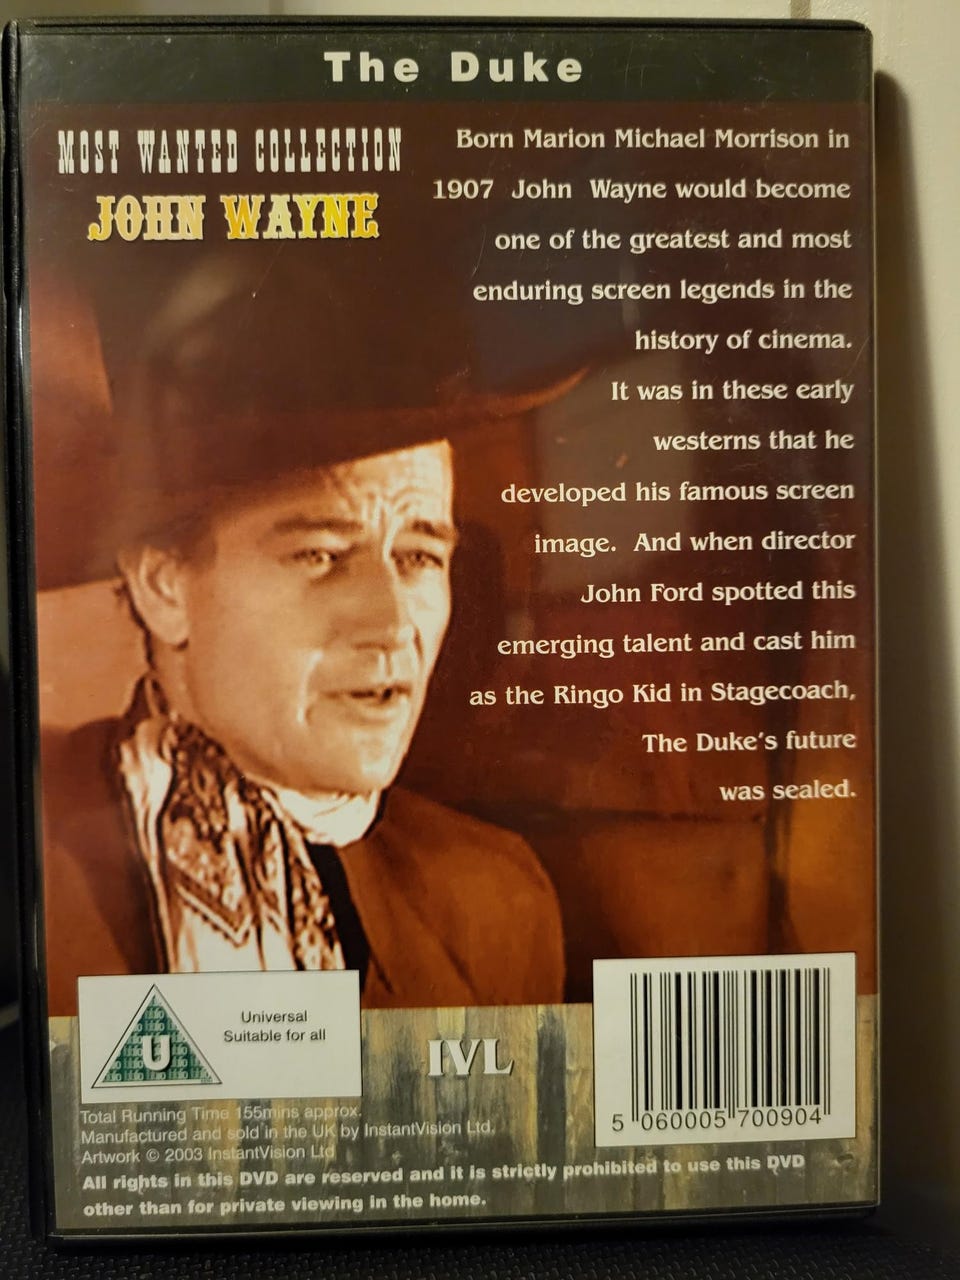 The Duke
MOST WANTED COLLECTION
JOHN WAYNE
Born Marion Michael Morrison in
1907 John Wayne would become
one of the greatest and most
enduring screen legends in the
history of cinema.
It was in these early
westerns that he
developed his famous screen
image. And when director
John Ford spotted this
emerging talent and cast him
as the Ringo Kid in Stagecoach,
The Duke's future
was sealed.
U
Universal
Suitable for all
IVL
5 060005 700904
Total Running Time 155mins approx.
Manufactured and sold in the UK by InstantVision Ltd.
Artwork © 2003 InstantVision Ltd
All rights in this DVD are reserved and it is strictly prohibited to use this DVD
other than for private viewing in the home.